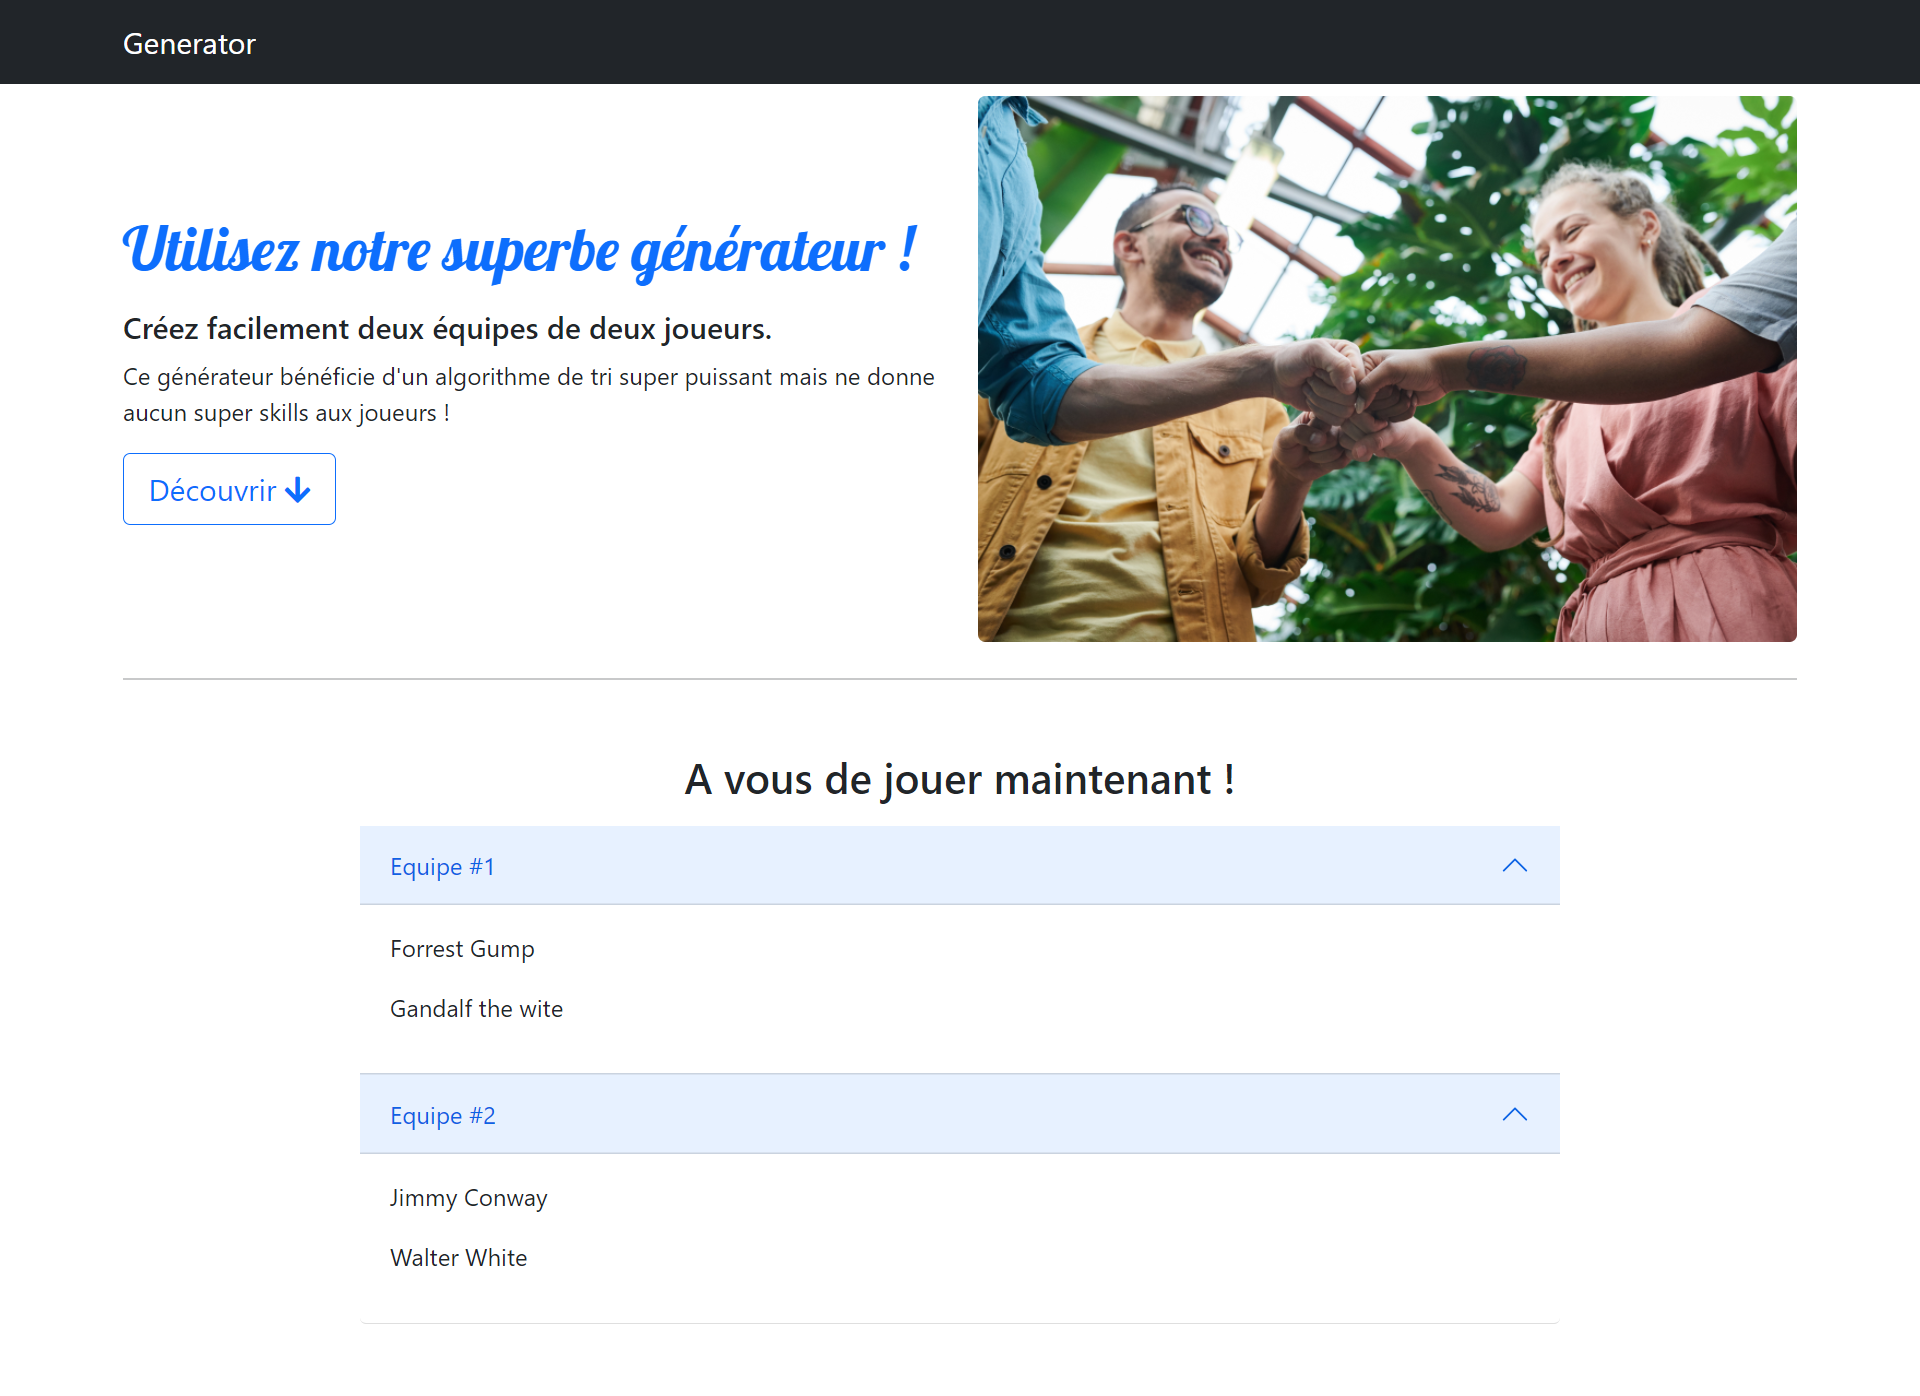 Generator
Utilisez notre superbe générateur !
Créez facilement deux équipes de deux joueurs.
Ce générateur bénéficie d'un algorithme de tri super puissant mais ne donne
aucun super skills aux joueurs !
Découvrir
A vous de jouer maintenant !
Equipe #1
Forrest Gump
Gandalf the wite
Equipe #2
Jimmy Conway
Walter White